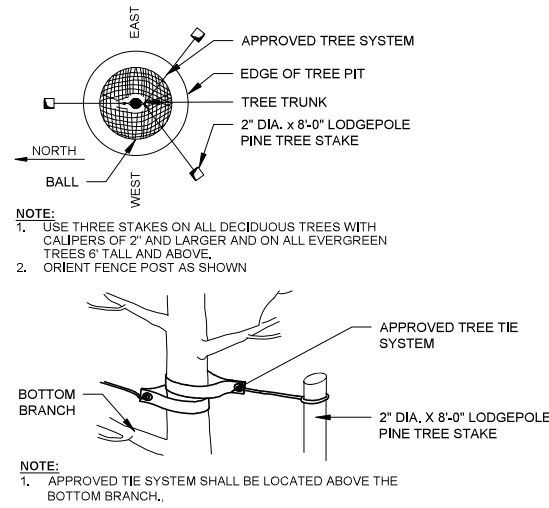 EAST
APPROVED TREE SYSTEM
EDGE OF TREE PIT
TREE TRUNK
2" DIA. x 8'-0" LODGEPOLE
PINE TREE STAKE
NORTH
BALL
WEST
NOTE:
1. USE THREE STAKES ON ALL DECIDUOUS TREES WITH
CALIPERS OF 2" AND LARGER AND ON ALL EVERGREEN
TREES 6' TALL AND ABOVE.
2. ORIENT FENCE POST AS SHOWN
APPROVED TREE TIE
SYSTEM
BOTTOM
BRANCH
2" DIA. X 8'-0" LODGEPOLE
PINE TREE STAKE
NOTE:
1. APPROVED TIE SYSTEM SHALL BE LOCATED ABOVE THE
BOTTOM BRANCH..